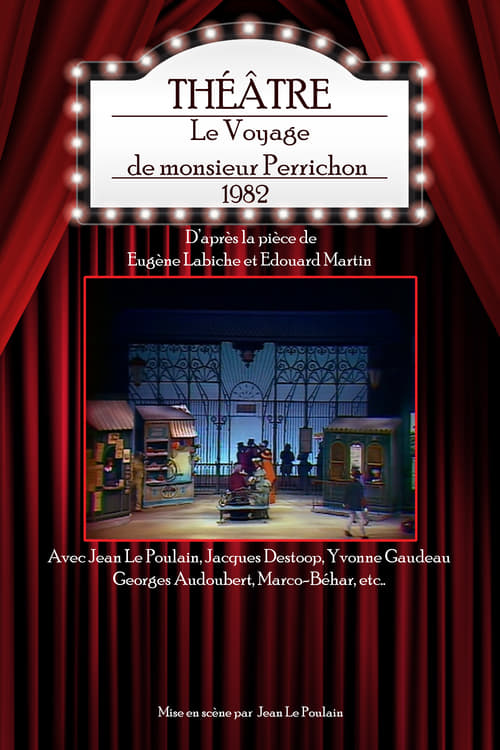 THÉÂTRE
Le Voyage
de monsieur Perrichon
1982
D'après la pièce de
Eugène Labiche et Edouard Martin
Avec Jean Le Poulain, Jacques Destoop, Yvonne Gaudeau
Georges Audoubert, Marco-Béhar, etc..
Mise en scène par Jean Le Poulain